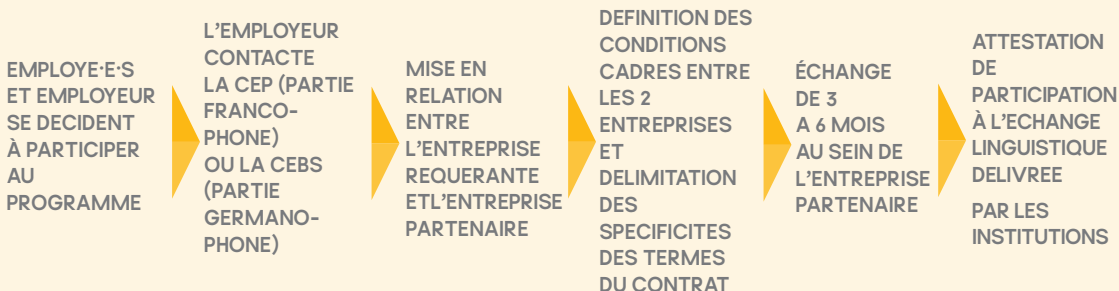 EMPLOYE·E·S
ET EMPLOYEUR
SE DECIDENT
À PARTICIPER
AU
PROGRAMME
L'EMPLOYEUR
CONTACTE
LA CEP (PARTIE
FRANCO-
PHONE)
OU LA CEBS
(PARTIE
GERMANO-
PHONE)
MISE EN
RELATION
ENTRE
L'ENTREPRISE
REQUERANTE
ETL'ENTREPRISE
PARTENAIRE
DEFINITION DES
CONDITIONS
CADRES ENTRE
LES 2
ENTREPRISES
ET
DELIMITATION
DES
SPECIFICITES
DES TERMES
DU CONTRAT
ÉCHANGE
DE 3
A 6 MOIS
AU SEIN DE
L'ENTREPRISE
PARTENAIRE
ATTESTATION
DE
PARTICIPATION
À L'ECHANGE
LINGUISTIQUE
DELIVREE
PAR LES
INSTITUTIONS